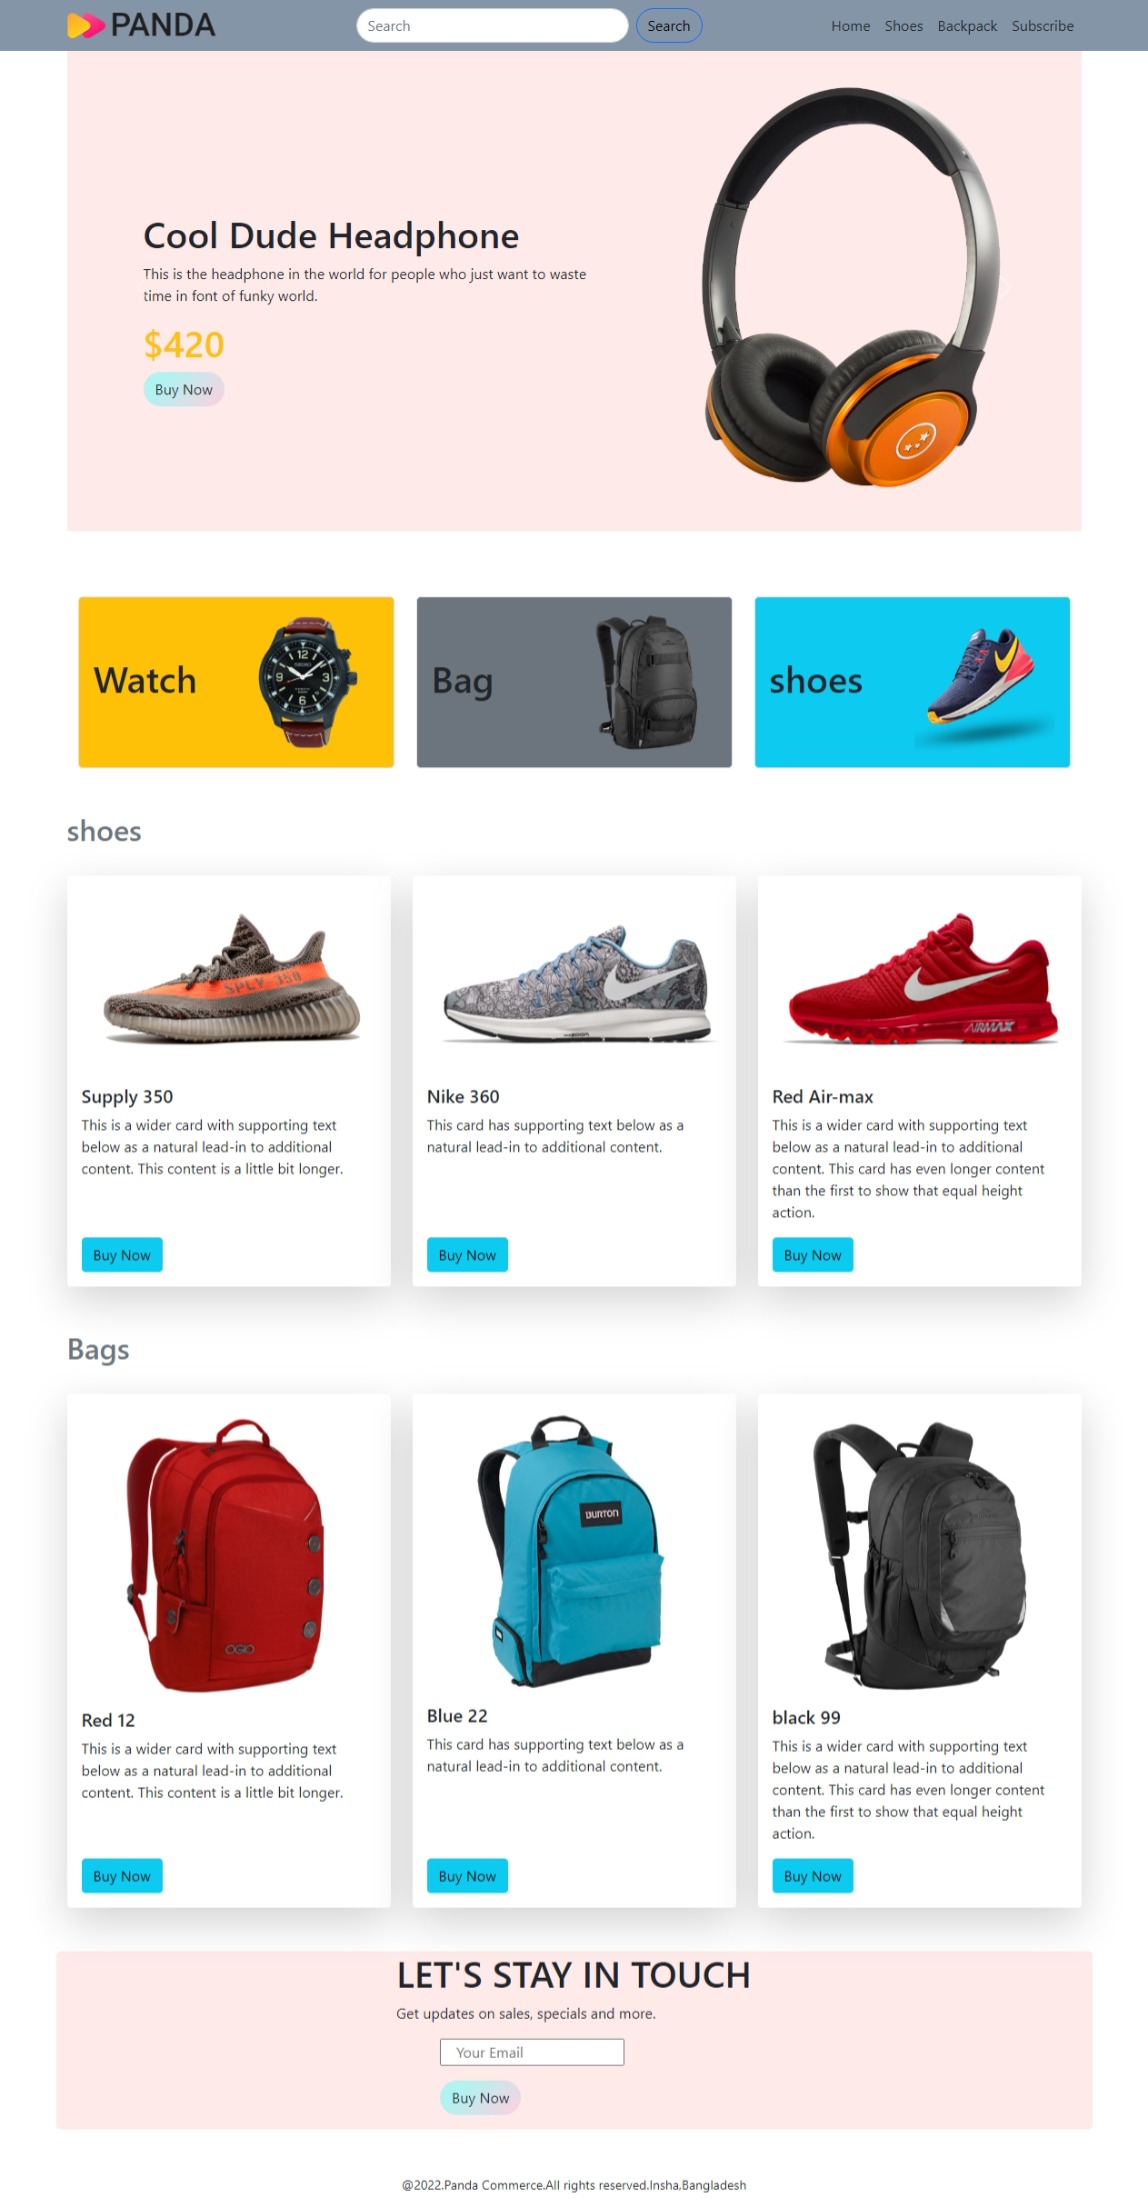 PANDA
Search
Search
Home
Shoes
Backpack
Subscribe
Cool Dude Headphone
This is the headphone in the world for people who just want to waste
time in font of funky world.
$420
Buy Now
Watch
Bag
shoes
shoes
SPLY-350
AIRMAX
Supply 350
This is a wider card with supporting text
below as a natural lead-in to additional
content. This content is a little bit longer.
Buy Now
Nike 360
This card has supporting text below as a
natural lead-in to additional content.
Buy Now
Red Air-max
This is a wider card with supporting text
below as a natural lead-in to additional
content. This card has even longer content
than the first to show that equal height
action.
Buy Now
Bags
OGIO
BURTON
Red 12
This is a wider card with supporting text
below as a natural lead-in to additional
content. This content is a little bit longer.
Buy Now
Blue 22
This card has supporting text below as a
natural lead-in to additional content.
Buy Now
black 99
This is a wider card with supporting text
below as a natural lead-in to additional
content. This card has even longer content
than the first to show that equal height
action.
Buy Now
LET'S STAY IN TOUCH
Get updates on sales, specials and more.
Your Email
Buy Now
@2022.Panda Commerce.All rights reserved.Insha,Bangladesh